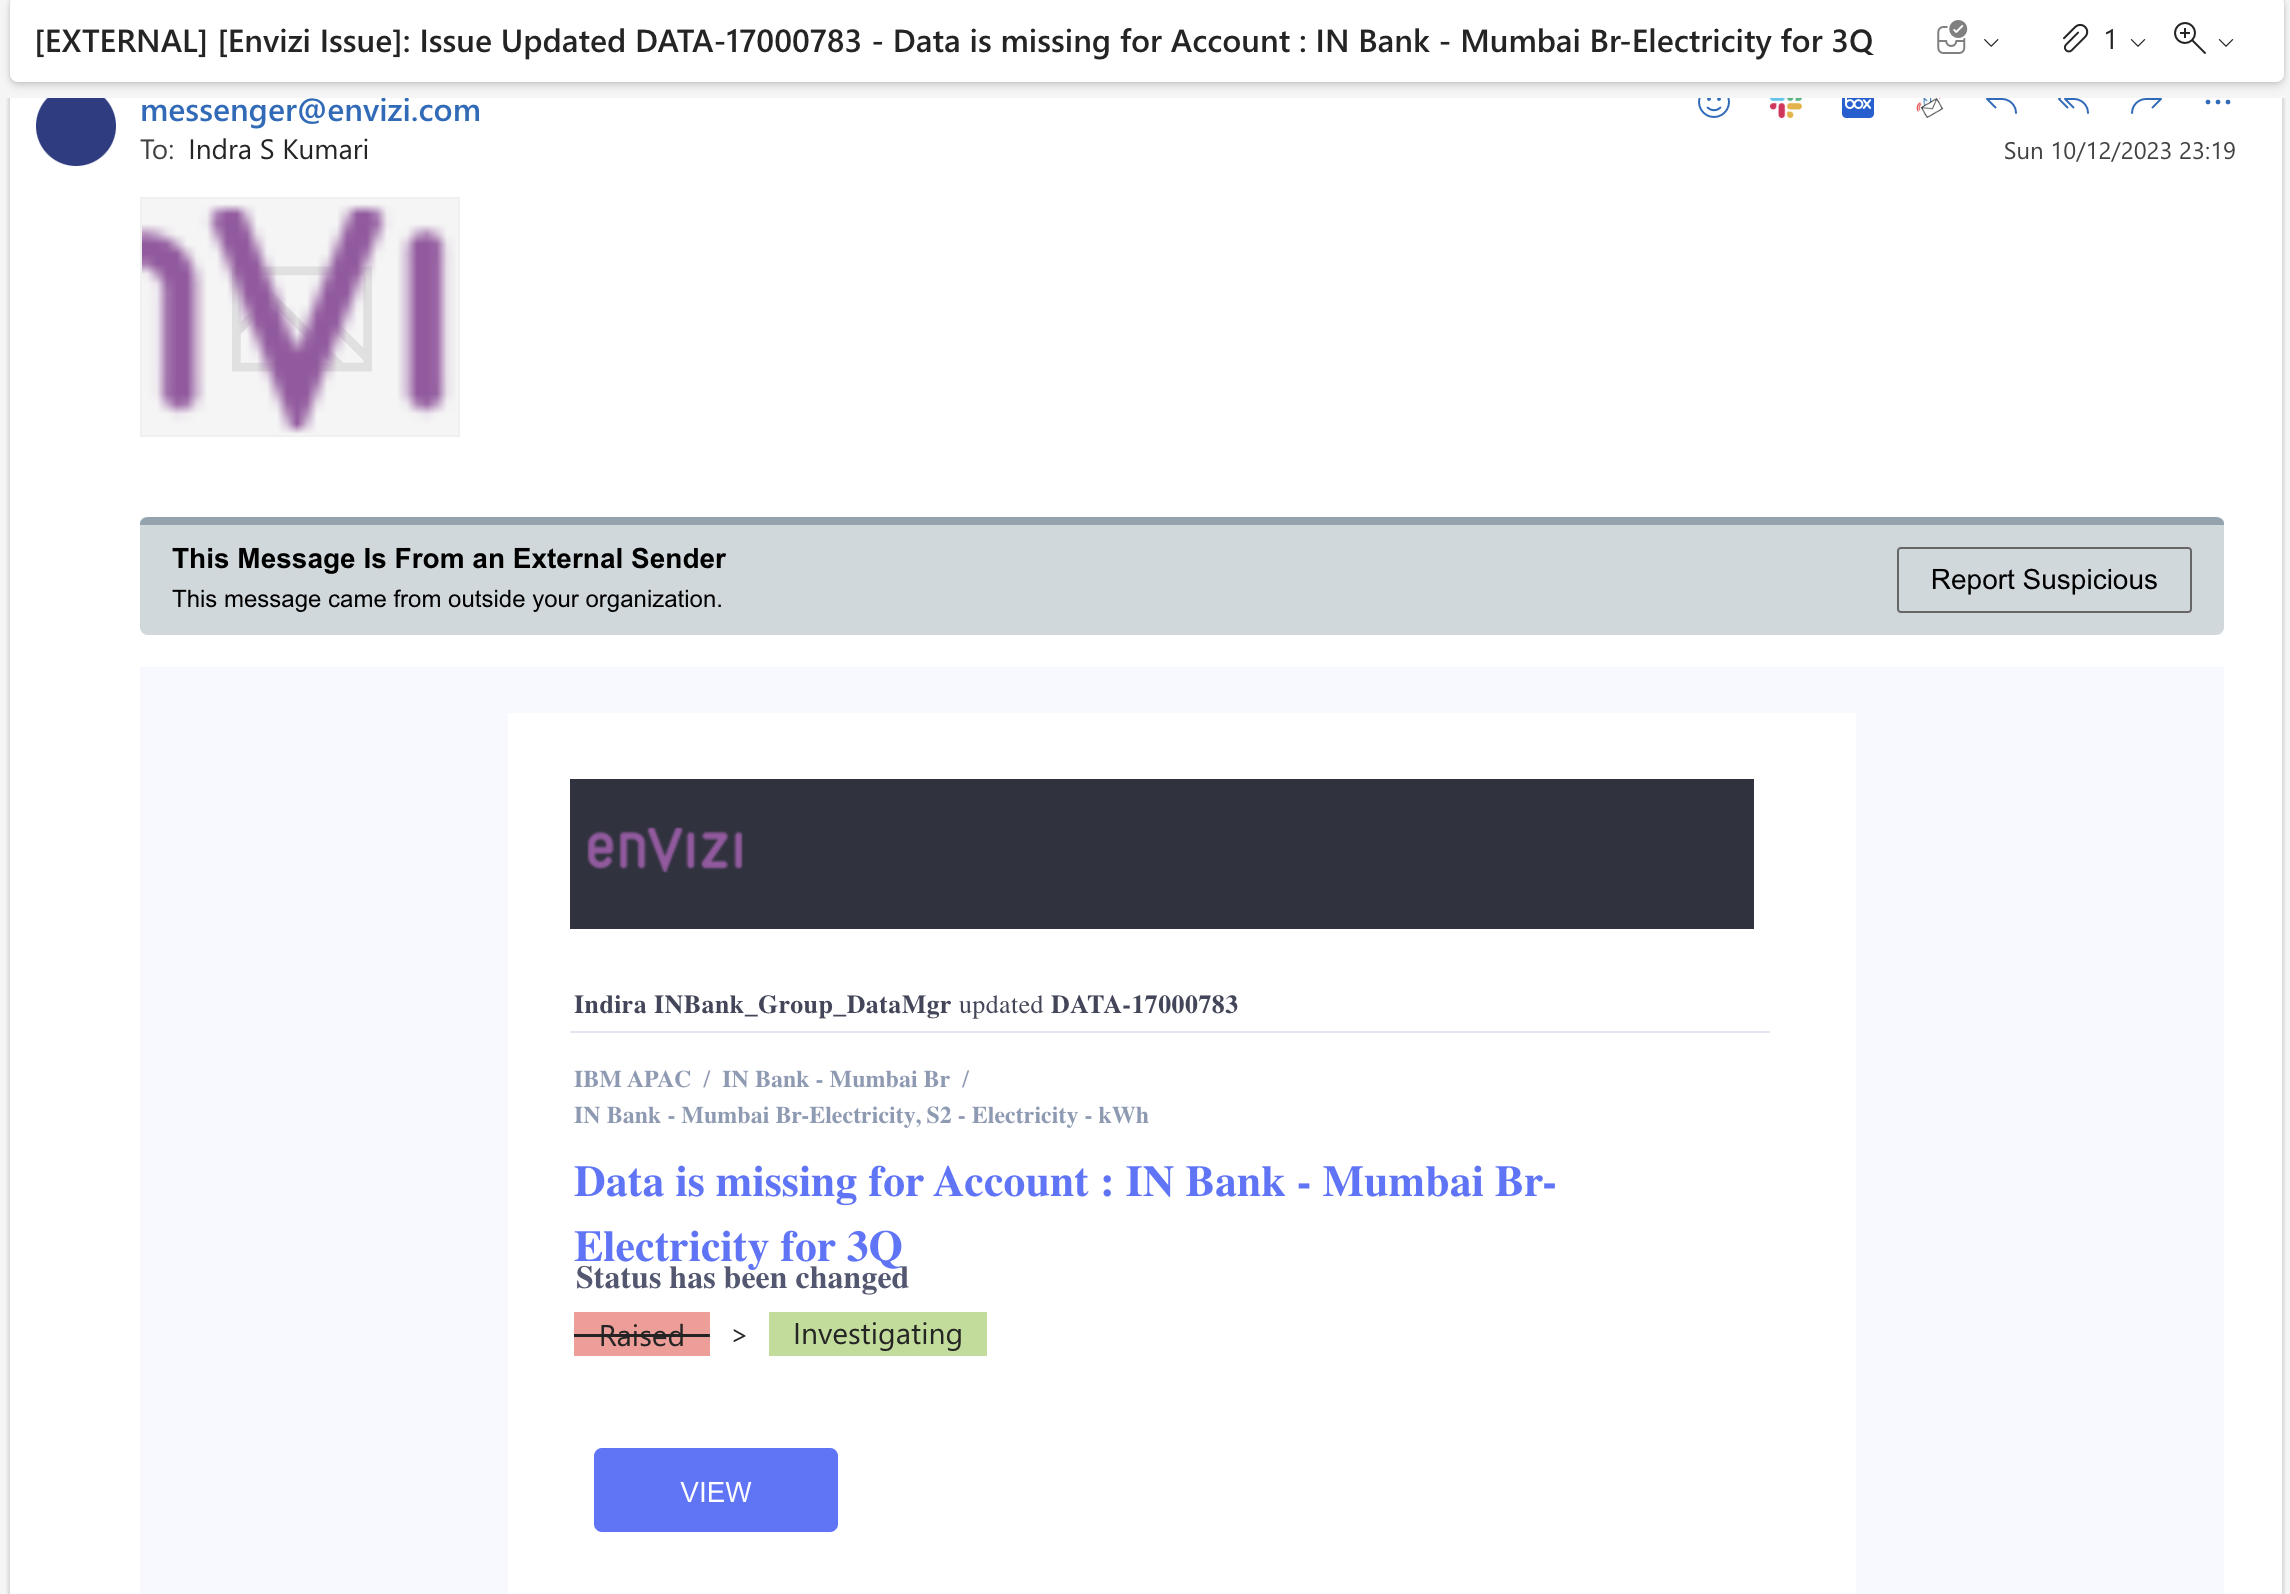 [EXTERNAL] [Envizi Issue]: Issue Updated DATA-17000783 - Data is missing for Account : IN Bank - Mumbai Br-Electricity for 3Q
1
messenger@envizi.com
box
To: Indra S Kumari
Sun 10/12/2023 23:19
nVI
This Message Is From an External Sender
This message came from outside your organization.
Report Suspicious
enVIZI
Indira INBank_Group_DataMgr updated DATA-17000783
IBM APAC / IN Bank - Mumbai Br /
IN Bank - Mumbai Br-Electricity, S2 - Electricity - kWh
Data is missing for Account : IN Bank - Mumbai Br-
Electricity for 3Q
Status has been changed
Raised > Investigating
VIEW